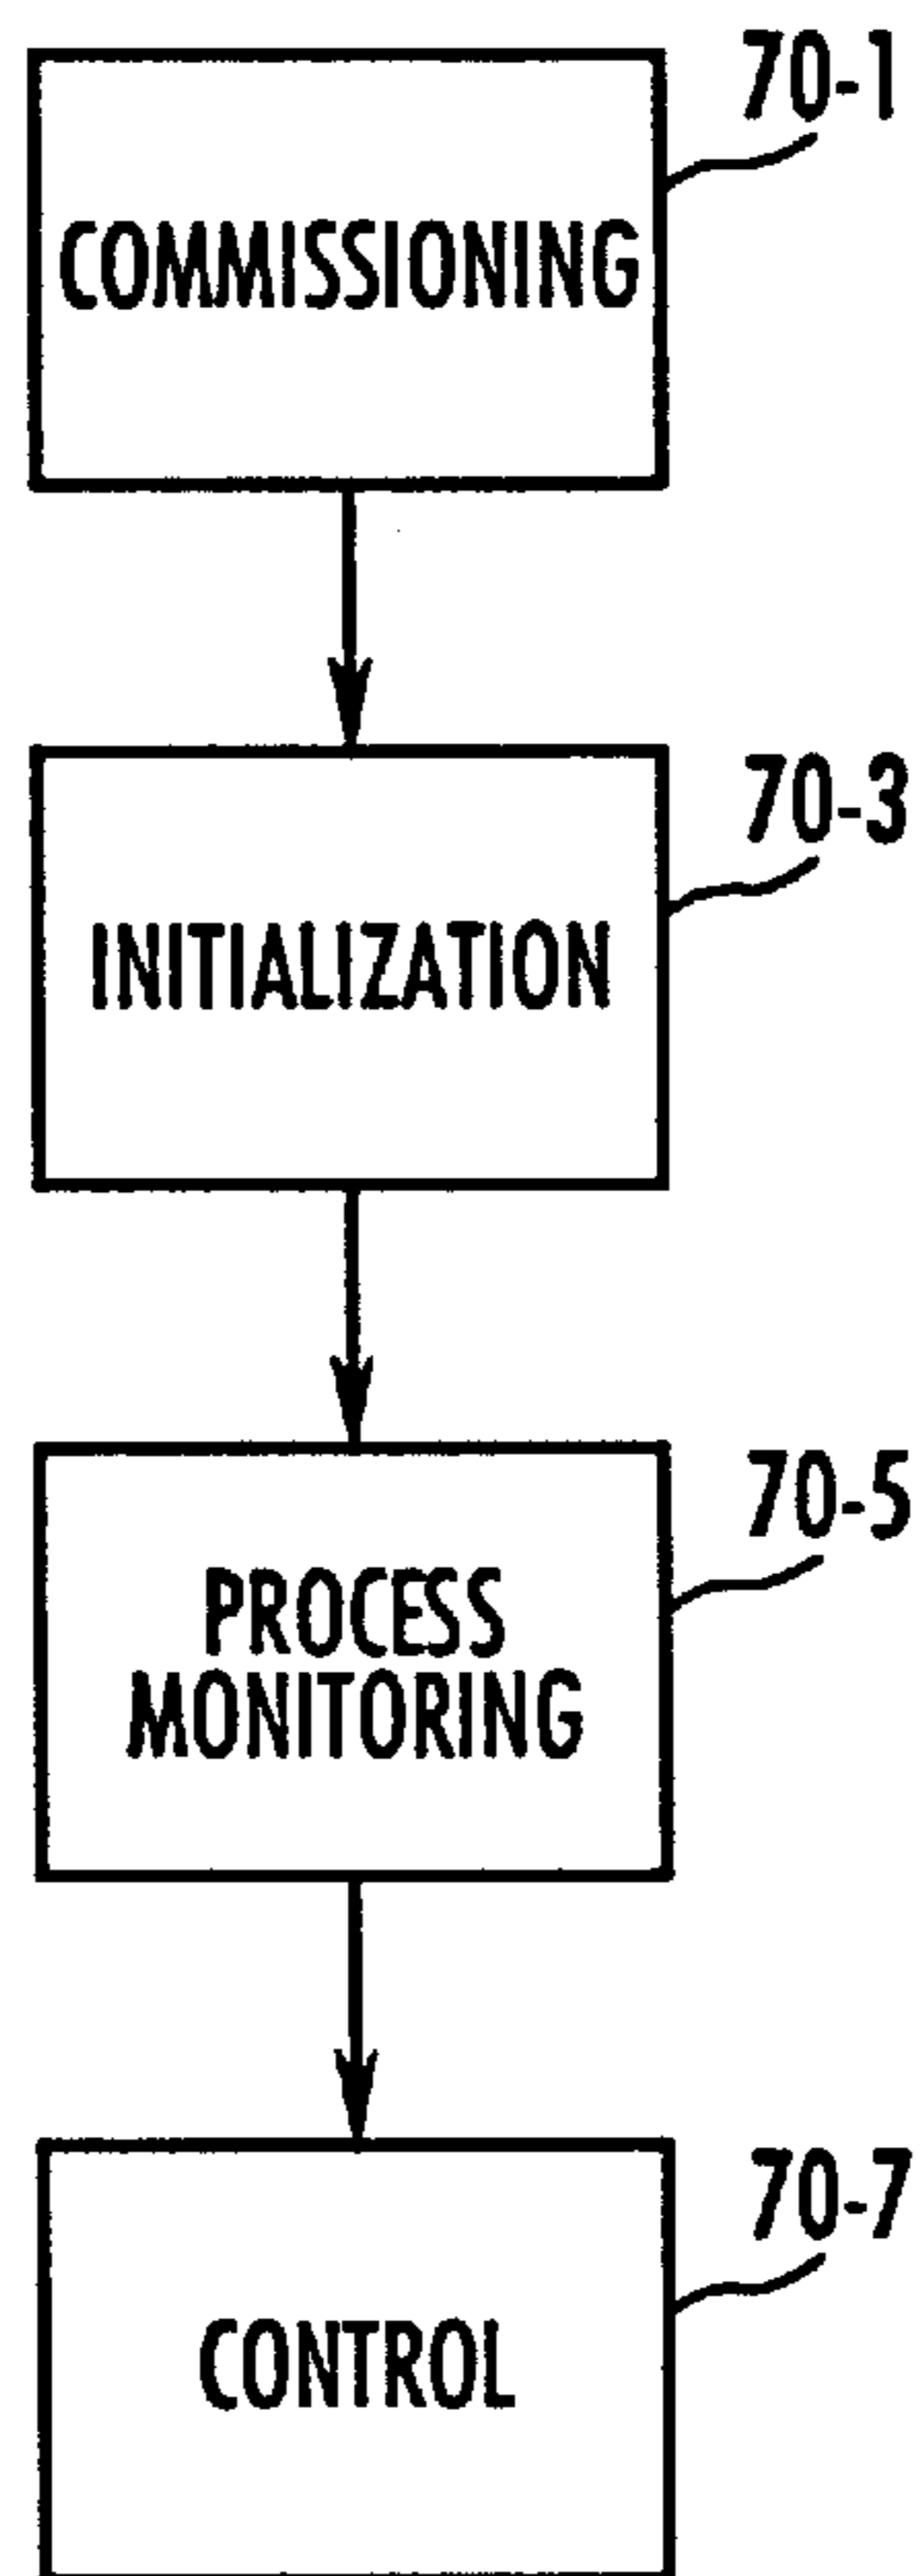 70-1
COMMISSIONING
70-3
INITIALIZATION
70-5
PROCESS
MONITORING
70-7
CONTROL